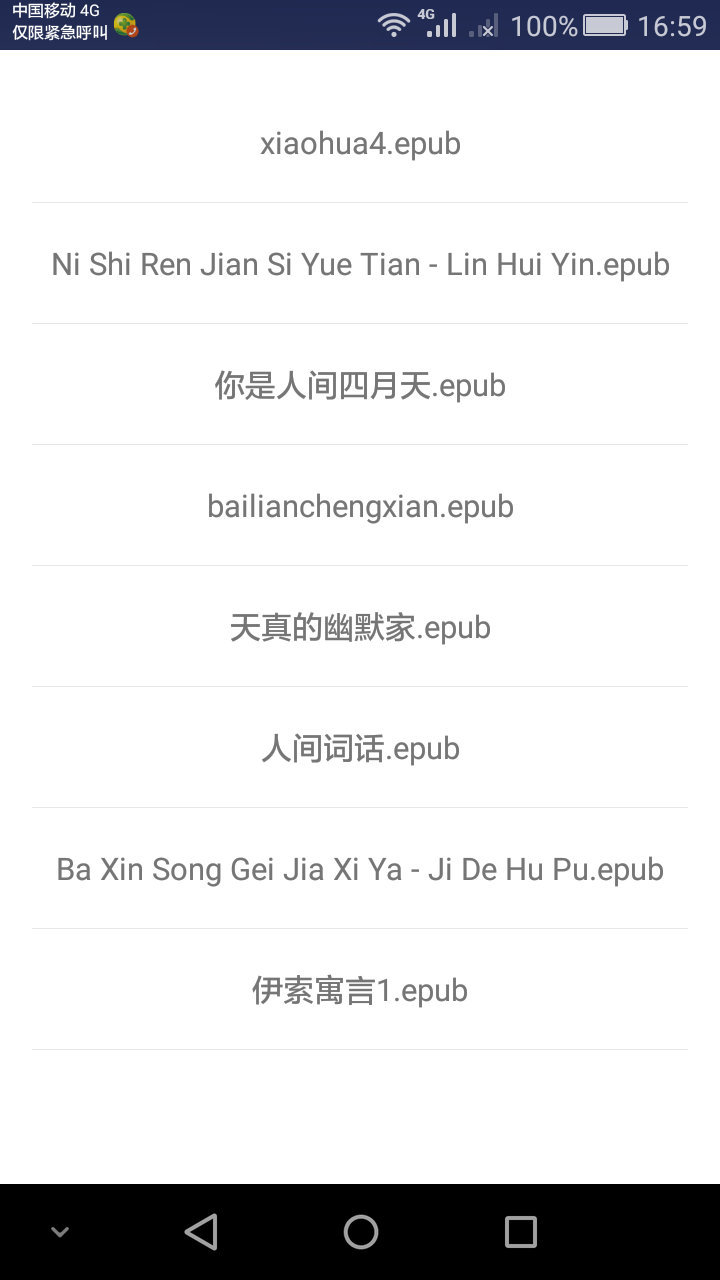 中国移动 4G
仅限紧急呼叫
4G
100%
16:59
xiaohua4.epub
Ni Shi Ren Jian Si Yue Tian - Lin Hui Yin.epub
你是人间四月天.epub
bailianchengxian.epub
天真的幽默家.epub
人间词话.epub
Ba Xin Song Gei Jia Xi Ya - Ji De Hu Pu.epub
伊索寓言1.epub